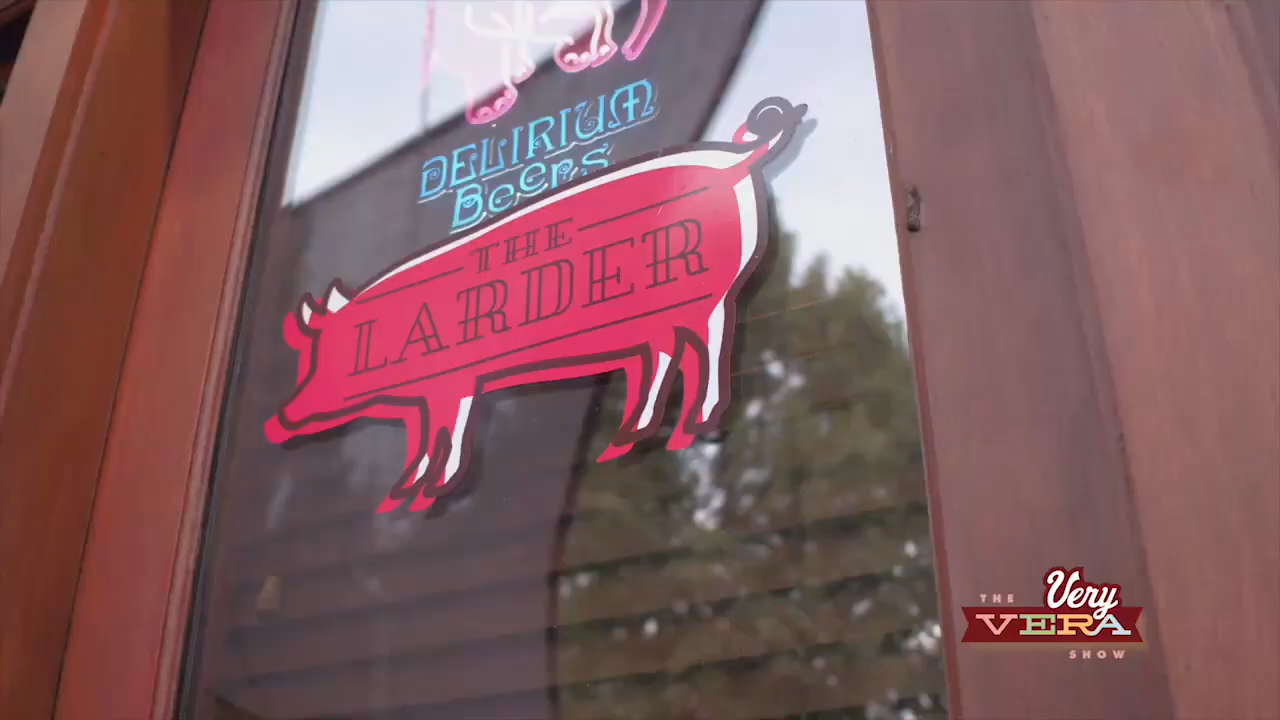 DELIRIUM
Beers
THE
LARDER
THE
Very
VERA
SHOW